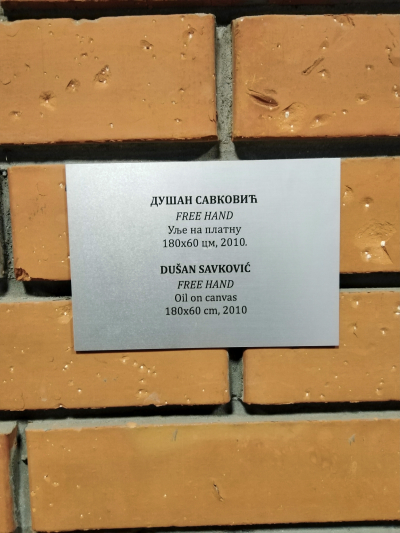 ДУШАН САВКОВИЋ
FREE HAND
Уље на платну
180x60 цм, 2010.
DUŠAN SAVKOVIĆ
FREE HAND
Oil on canvas
180x60 cm, 2010